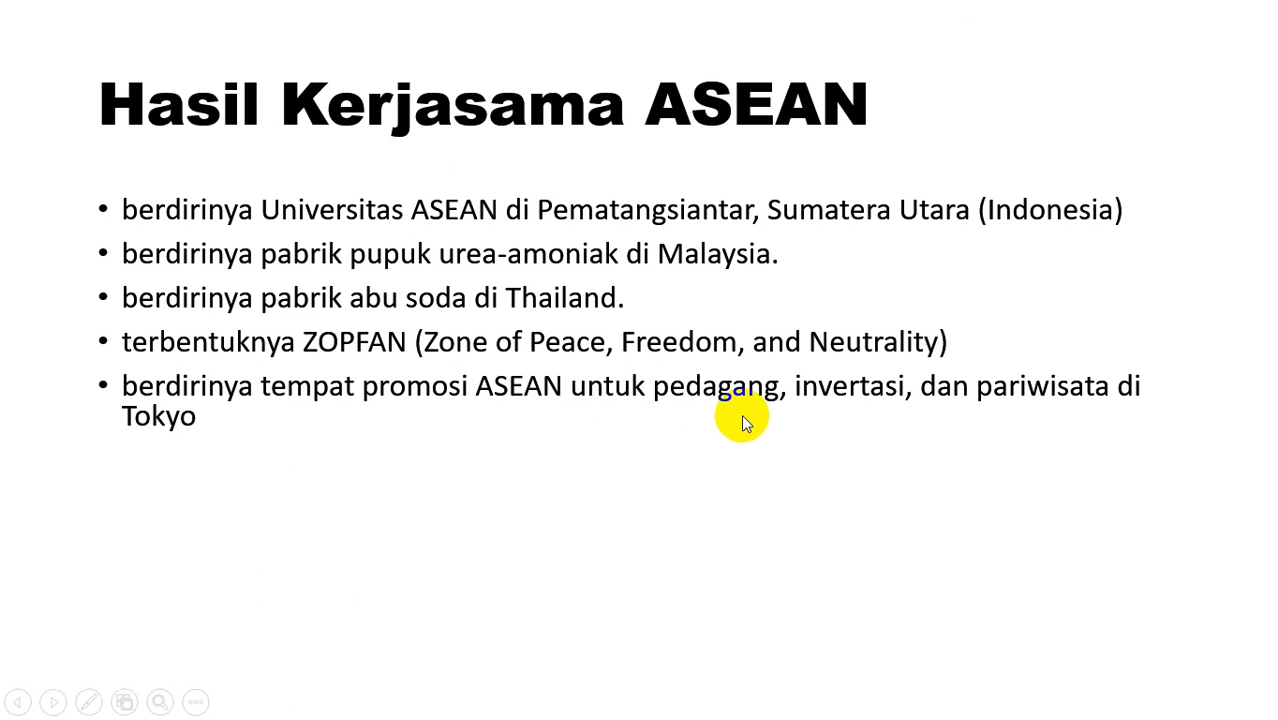 Hasil Kerjasama ASEAN
• berdirinya Universitas ASEAN di Pematangsiantar, Sumatera Utara (Indonesia)
• berdirinya pabrik pupuk urea-amoniak di Malaysia.
• berdirinya pabrik abu soda di Thailand.
• terbentuknya ZOPFAN (Zone of Peace, Freedom, and Neutrality)
• berdirinya tempat promosi ASEAN untuk pedagang, invertasi, dan pariwisata di
Tokyo